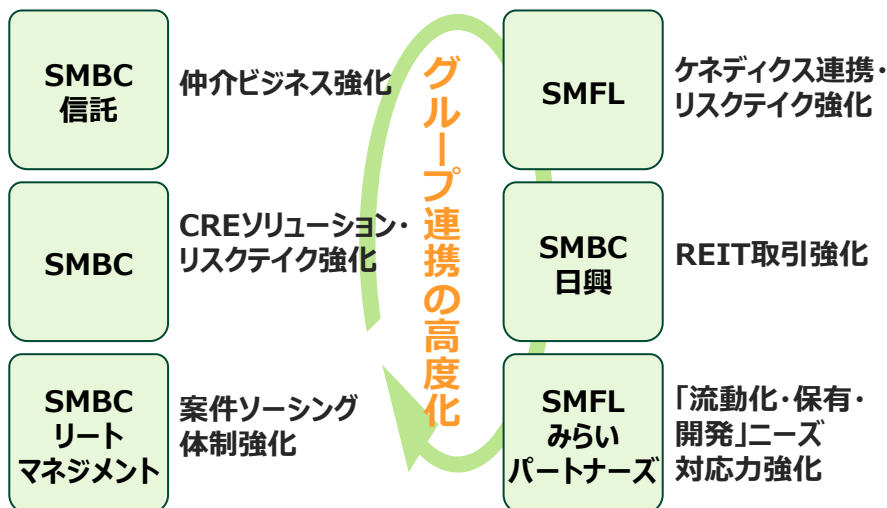 SMBC
信託
仲介ビジネス強化
SMBC
CREソリューション・
リスクテイク強化
SMBC
リート
マネジメント
案件ソーシング
体制強化
グループ連携の高度化
SMFL
ケネディクス連携・
リスクテイク強化
SMBC
日興
REIT取引強化
SMFL
みらい
パートナーズ
「流動化・保有・
開発」ニーズ
対応力強化